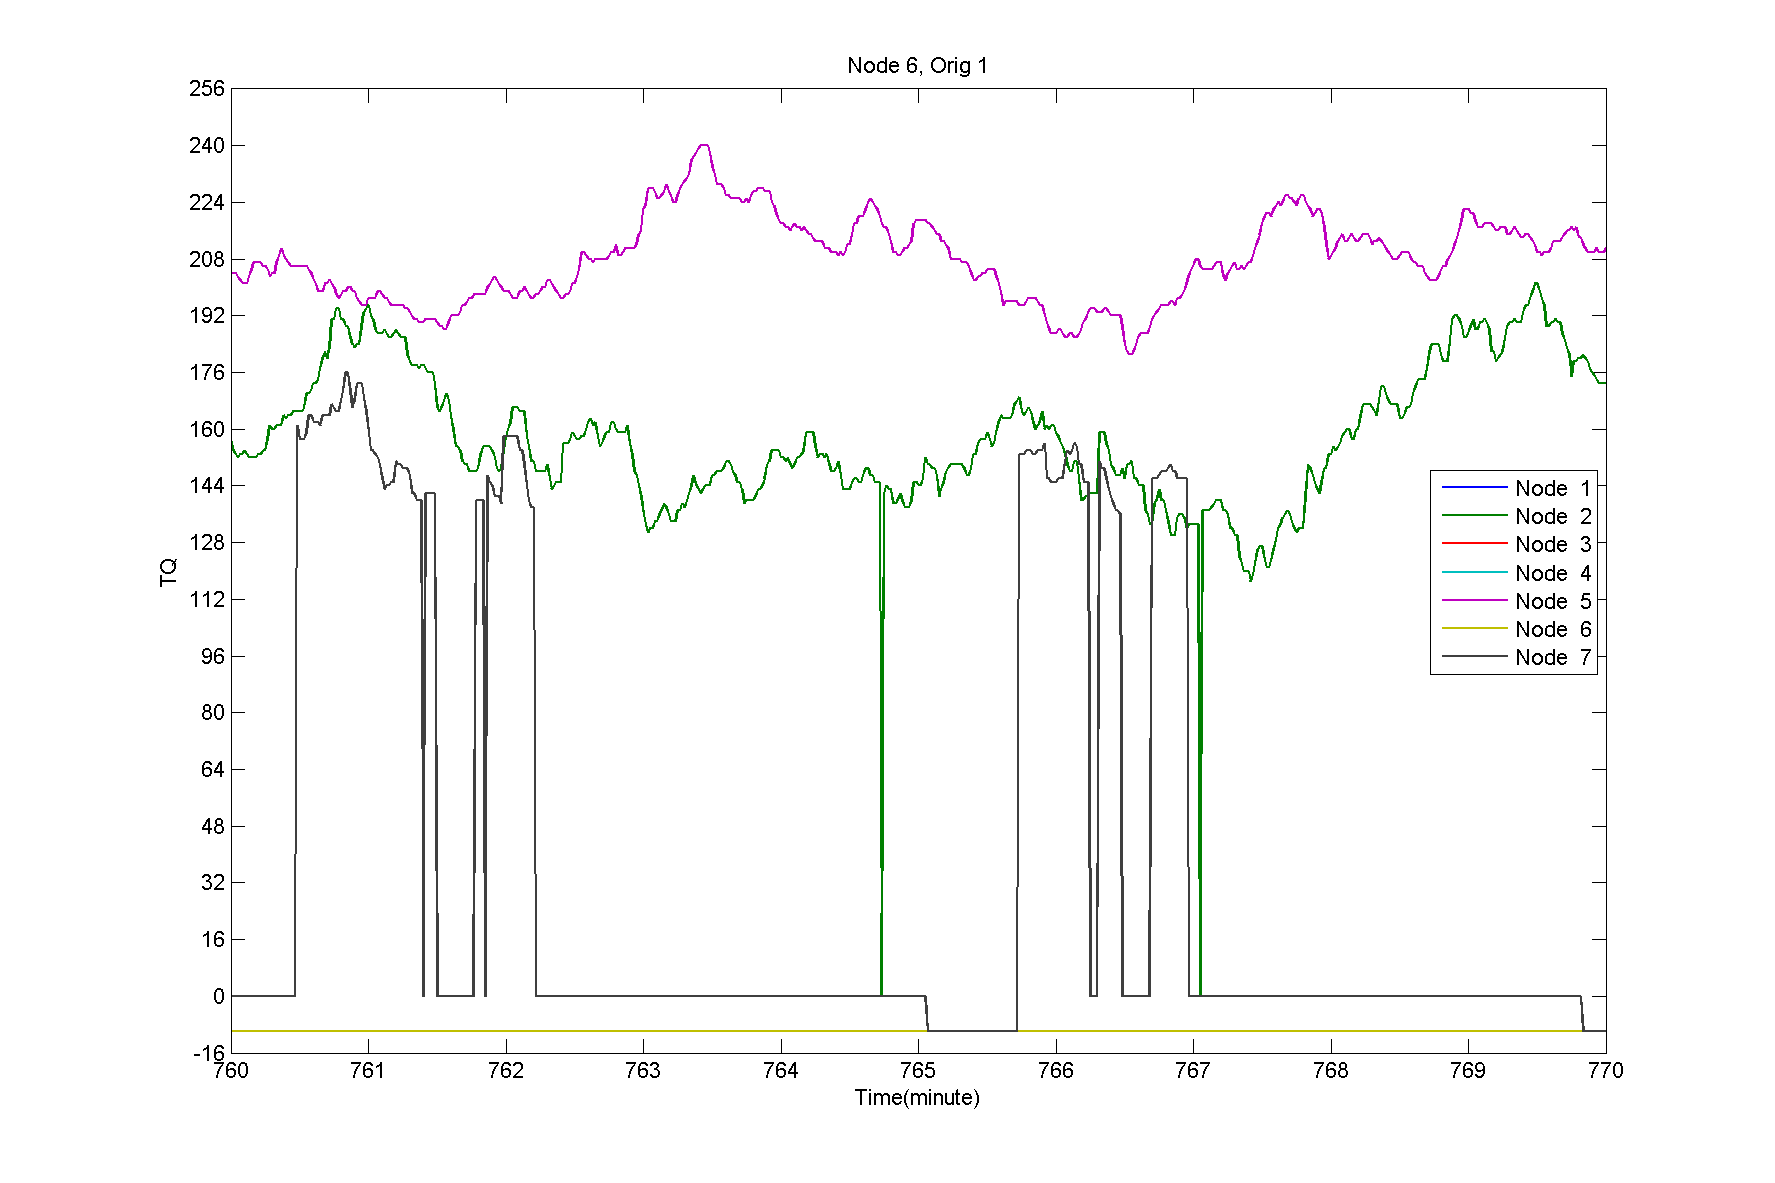 Node 6, Orig 1
256
240
224
208
192
176
160
144
128
112
96
80
64
48
32
16
0
-16
TQ
760 761 762 763 764 765 766 767 768 769 770
Time(minute)
Node 1
Node 2
Node 3
Node 4
Node 5
Node 6
Node 7